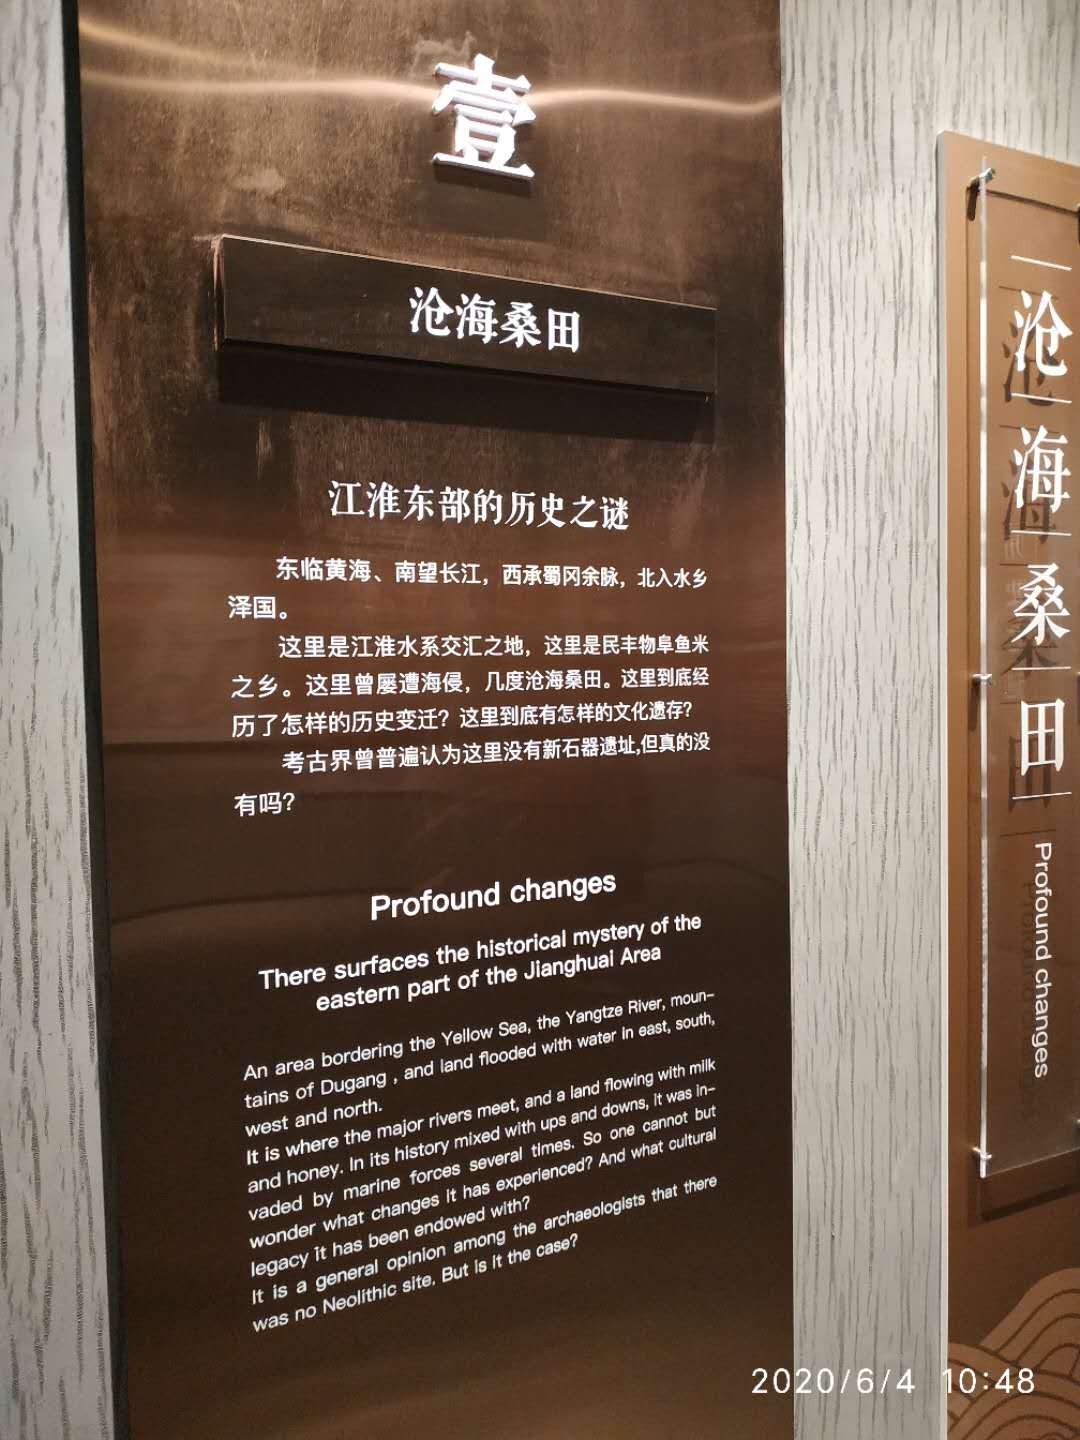 壹
沧海桑田
江淮东部的历史之谜
东临黄海、南望长江，西承蜀冈余脉，北入水乡
泽国。
这里是江淮水系交汇之地，这里是民丰物阜鱼米
之乡。这里曾屡遭海侵，几度沧海桑田。这里到底经
历了怎样的历史变迁？这里到底有怎样的文化遗存？
考古界曾普遍认为这里没有新石器遗址,但真的没
有吗？
Profound changes
There surfaces the historical mystery of the
eastern part of the Jianghuai Area
An area bordering the Yellow Sea, the Yangtze River, moun-
tains of Dugang , and land flooded with water in east, south,
west and north.
It is where the major rivers meet, and a land flowing with milk
and honey. In its history mixed with ups and downs, it was in-
vaded by marine forces several times. So one cannot but
wonder what changes it has experienced? And what cultural
legacy it has been endowed with?
It is a general opinion among the archaeologists that there
was no Neolithic site. But is it the case?
沧海桑田
Profound changes
2020/6/4 10:48